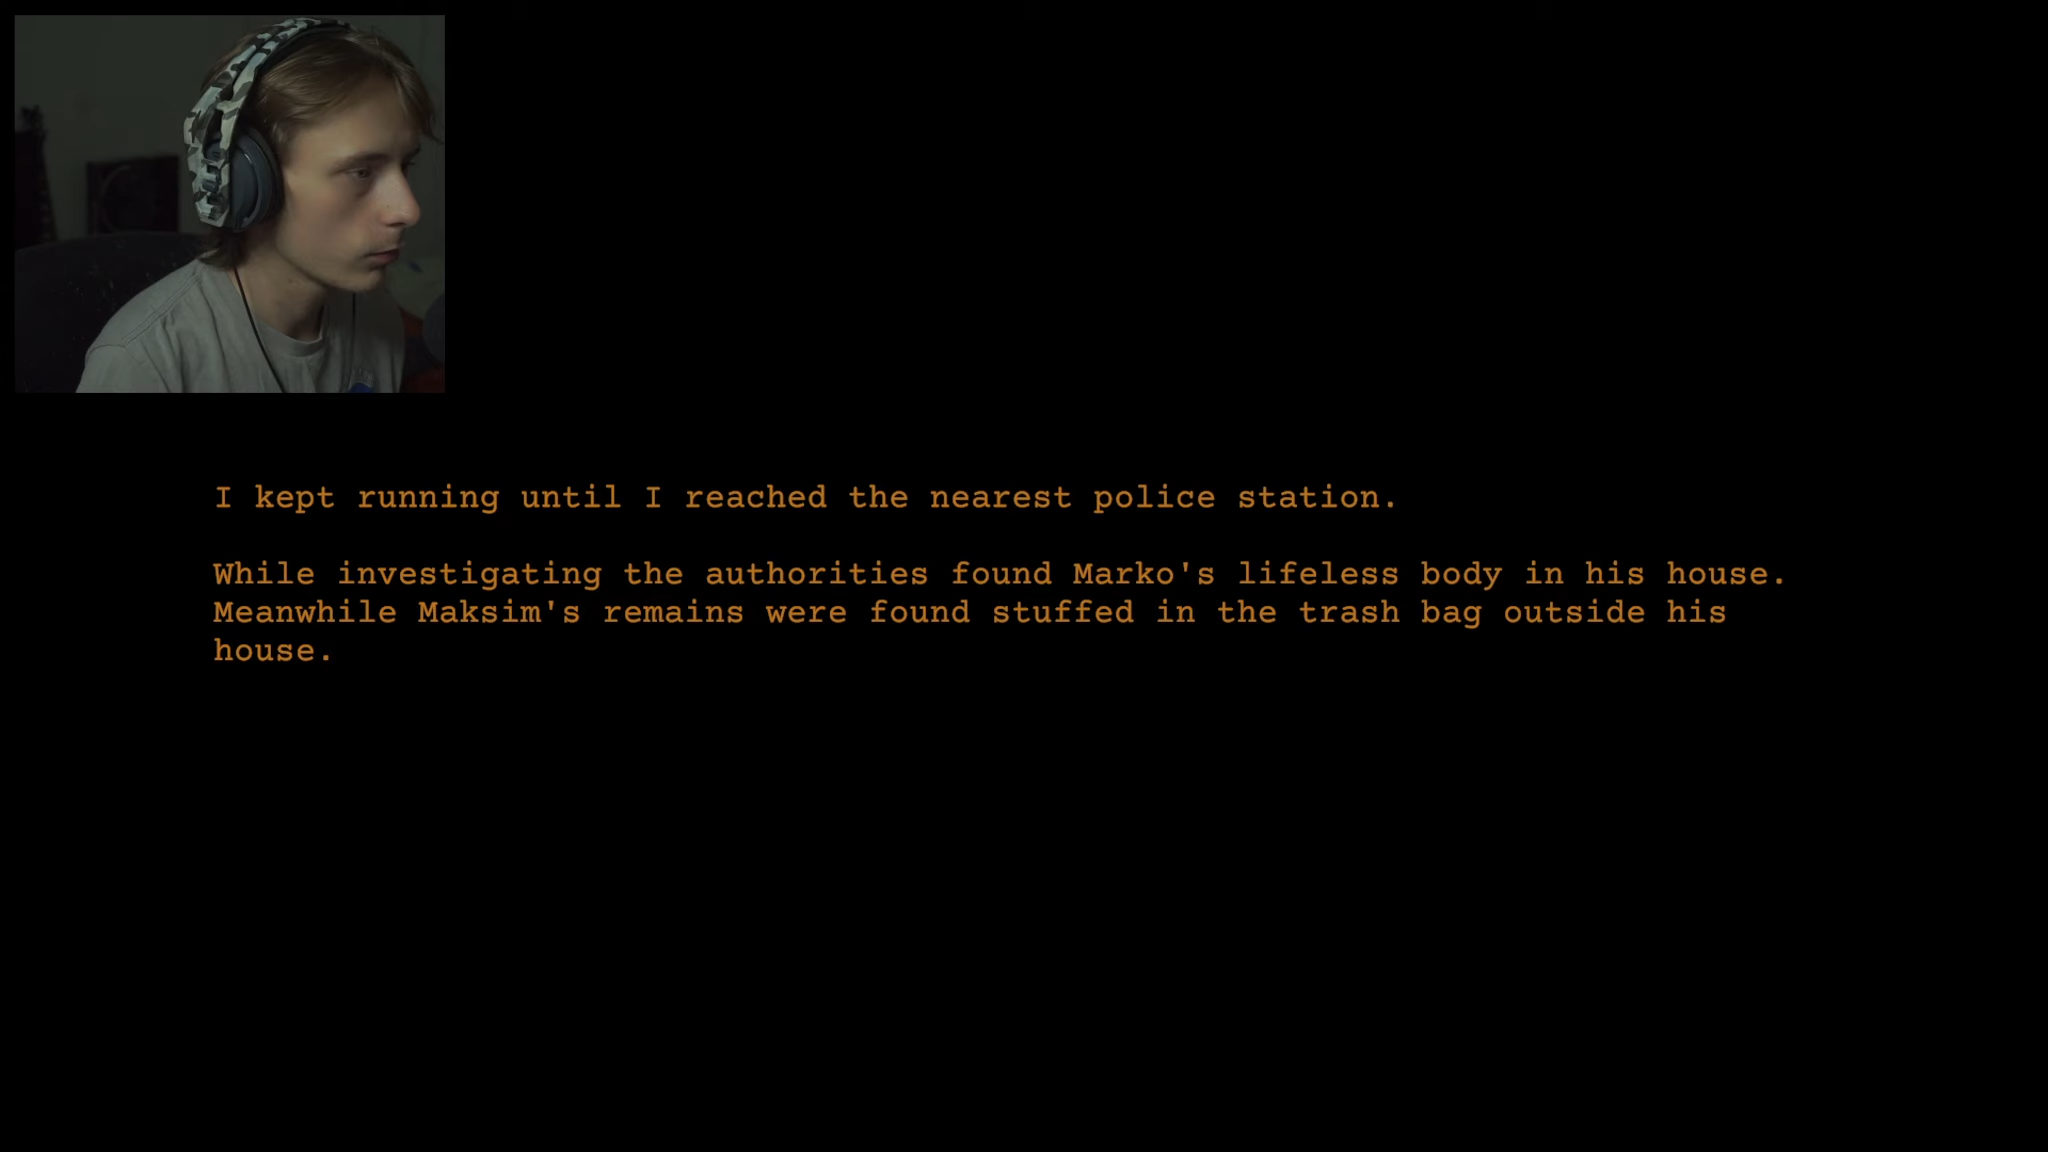 I kept running until I reached the nearest police station.
While investigating the authorities found Marko's lifeless body in his house.
Meanwhile Maksim's remains were found stuffed in the trash bag outside his
house.